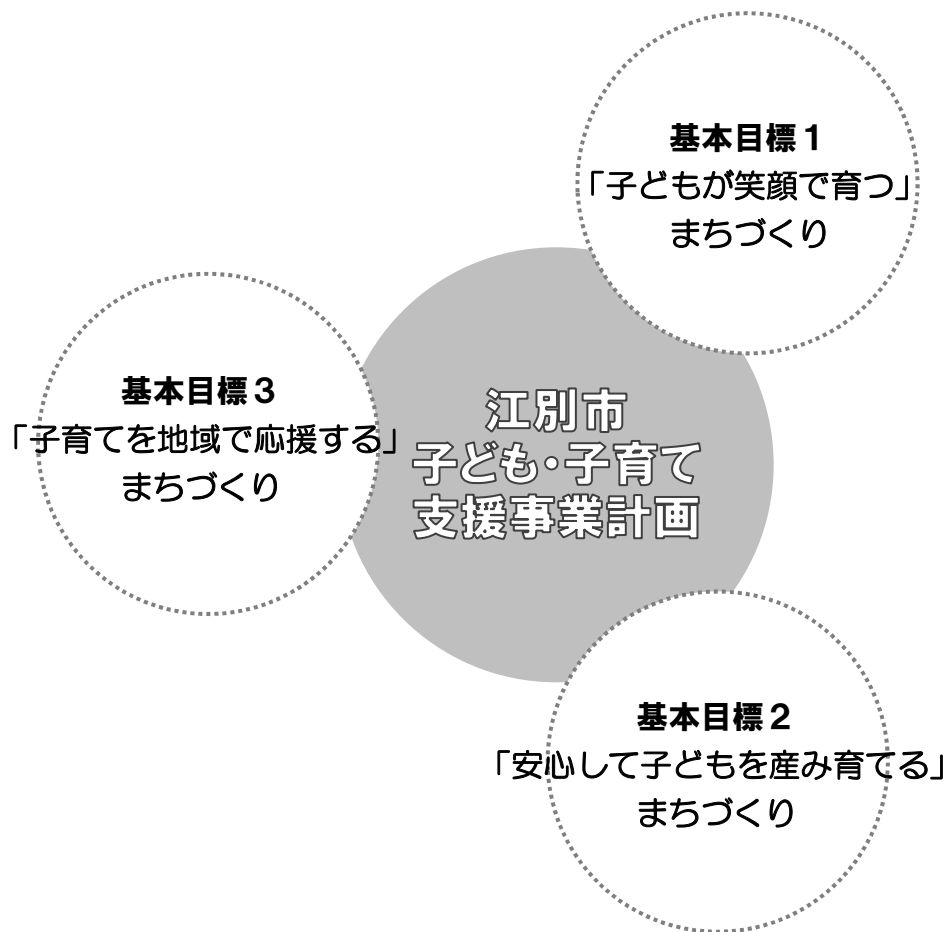 基本目標１
「子どもが笑顔で育つ」
まちづくり
基本目標３
「子育てを地域で応援する」
まちづくり
江別市
子ども・子育て
支援事業計画
基本目標２
「安心して子どもを産み育てる」
まちづくり